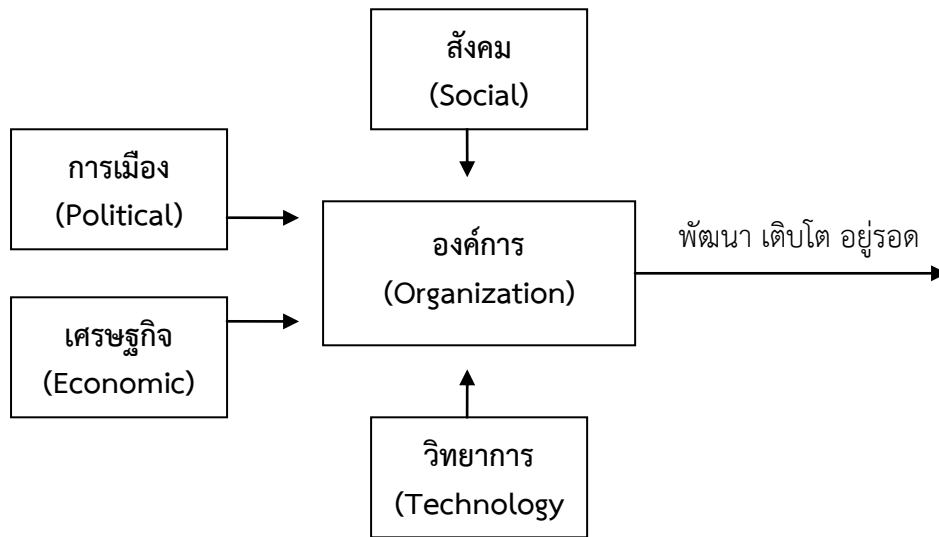 สังคม
(Social)
การเมือง
(Political)
องค์การ
(Organization)
พัฒนา เติบโต อยู่รอด
เศรษฐกิจ
(Economic)
วิทยาการ
(Technology